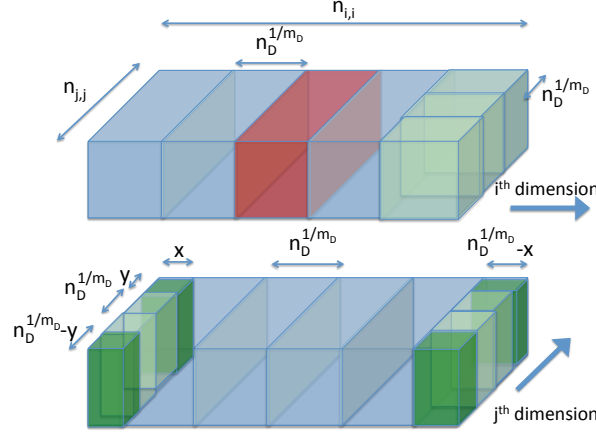 n_{i,i}
n_D^{1/m_D}
n_{j,j}
n_D^{1/m_D}
i^{th} dimension
x
n_D^{1/m_D}
n_D^{1/m_D}-x
y
n_D^{1/m_D}
n_D^{1/m_D}-y
j^{th} dimension